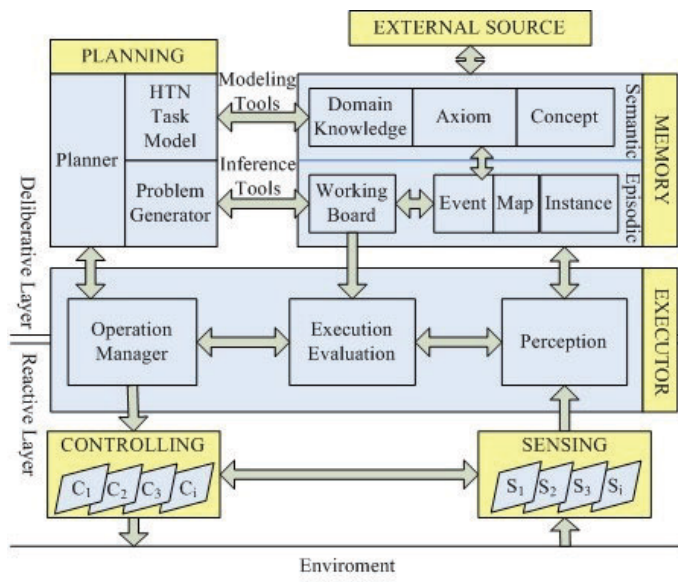 EXTERNAL SOURCE
PLANNING
Planner
HTN
Task
Model
Problem
Generator
Modeling
Tools
Inference
Tools
Domain
Knowledge
Axiom
Concept
Semantic
Working
Board
Event
Map
Instance
Episodic
MEMORY
Deliberative Layer
Reactive Layer
Operation
Manager
Execution
Evaluation
Perception
EXECUTOR
CONTROLLING
C1
C2
C3
Ci
SENSING
S1
S2
S3
Si
Enviroment